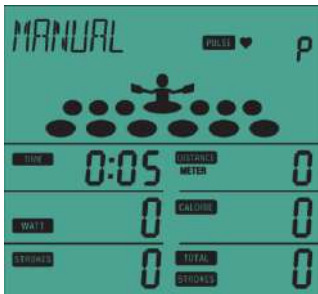 MANUAL PULSE P
TIME 0:05 DISTANCE METER 0
WATT 0 CALORIE 0
STROKES 0 TOTAL STROKES 0